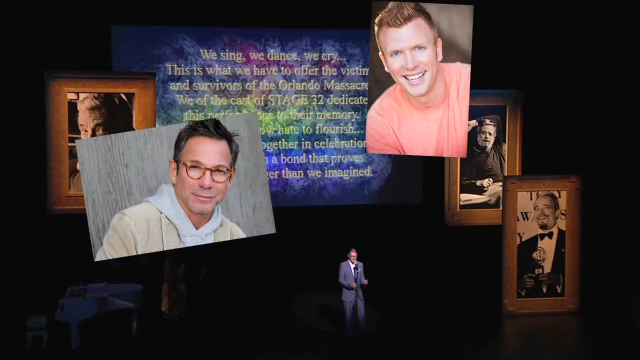 We sing, we dance, we cry...
This is what we have to offer the victim
and survivors of the Orlando Massacre
We of the cast of STAGE 32 dedicate
this to their memory.
hate to flourish...
in celebration
a bond that proves
than we imagined.